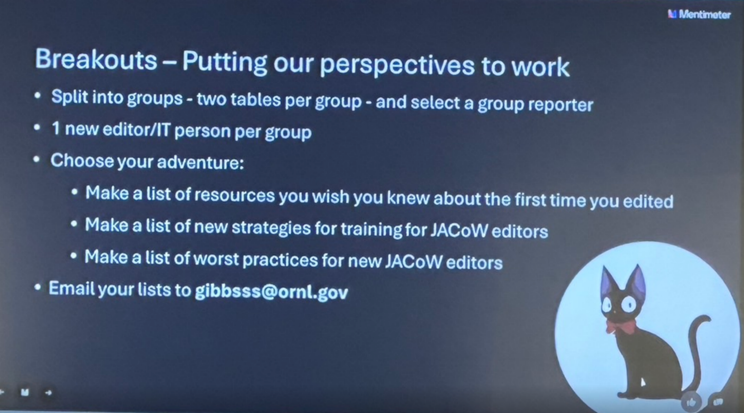 Mentimeter
Breakouts – Putting our perspectives to work
• Split into groups - two tables per group - and select a group reporter
• 1 new editor/IT person per group
• Choose your adventure:
• Make a list of resources you wish you knew about the first time you edited
• Make a list of new strategies for training for JACoW editors
• Make a list of worst practices for new JACoW editors
• Email your lists to gibbsss@ornl.gov